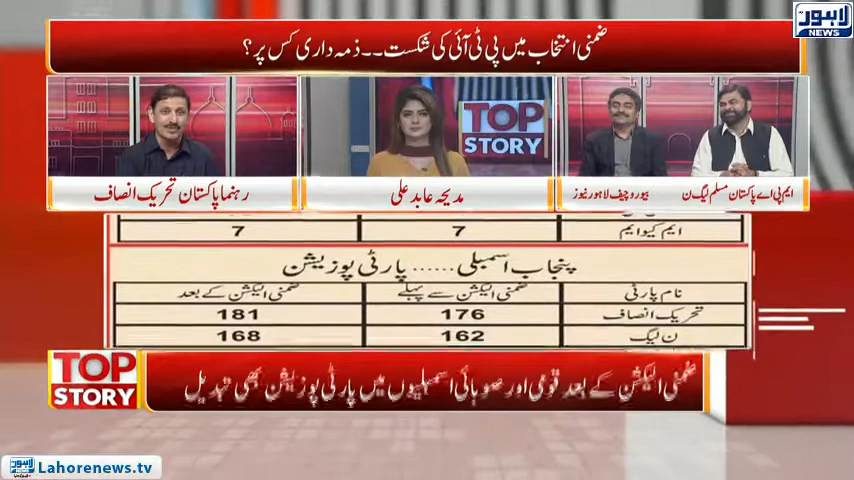 لاہور
NEWS
ضمنی انتخاب میں پی ٹی آئی کی شکست۔۔ذمہ داری کس پر؟
TOP
STORY
ایم پی اے پاکستان مسلم لیگ ن
بیورو چیف لاہور نیوز
مدیحہ عابد علی
رہنما پاکستان تحریک انصاف
ایم کیو ایم 7 7
پنجاب اسمبلی...... پارٹی پوزیشن
نام پارٹی ضمنی الیکشن سے پہلے ضمنی الیکشن کے بعد
تحریک انصاف 176 181
ن لیگ 162 168
TOP
STORY
ضمنی الیکشن کے بعد قومی اور صوبائی اسمبلیوں میں پارٹی پوزیشن بھی تبدیل
لاہور
Lahorenews.tv